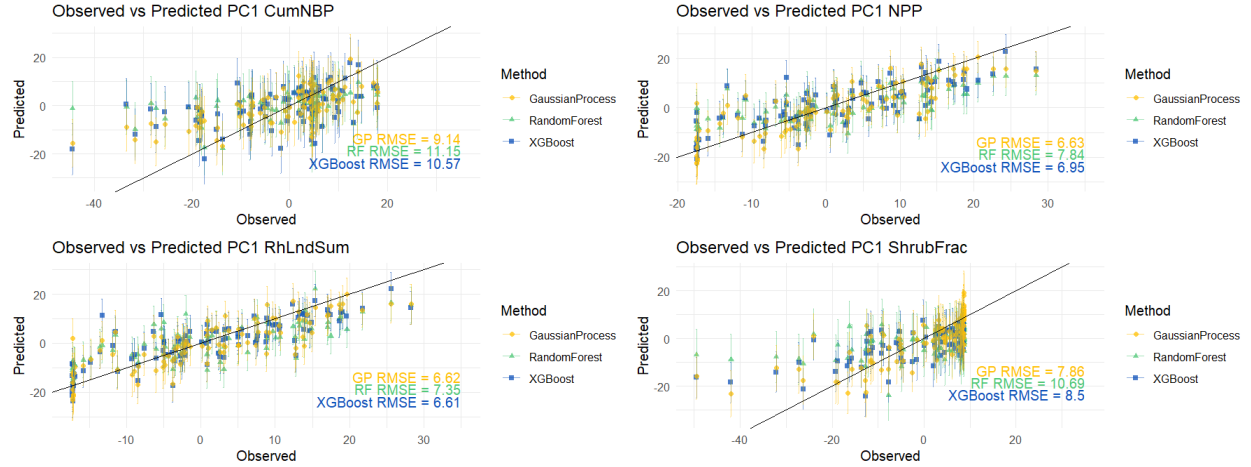 Observed vs Predicted PC1 CumNBP
Predicted
20
0
-20
GP RMSE = 9.14
RF RMSE = 11.15
XGBoost RMSE = 10.57
-40 -20 0 20
Observed
Method
GaussianProcess
RandomForest
XGBoost
Observed vs Predicted PC1 NPP
Predicted
20
0
-20
GP RMSE = 6.63
RF RMSE = 7.84
XGBoost RMSE = 6.95
-20 -10 0 10 20 30
Observed
Method
GaussianProcess
RandomForest
XGBoost
Observed vs Predicted PC1 RhLndSum
Predicted
20
0
-20
GP RMSE = 6.62
RF RMSE = 7.35
XGBoost RMSE = 6.61
-10 0 10 20 30
Observed
Method
GaussianProcess
RandomForest
XGBoost
Observed vs Predicted PC1 ShrubFrac
Predicted
20
0
-20
GP RMSE = 7.86
RF RMSE = 10.69
XGBoost RMSE = 8.5
-40 -20 0 20
Observed
Method
GaussianProcess
RandomForest
XGBoost